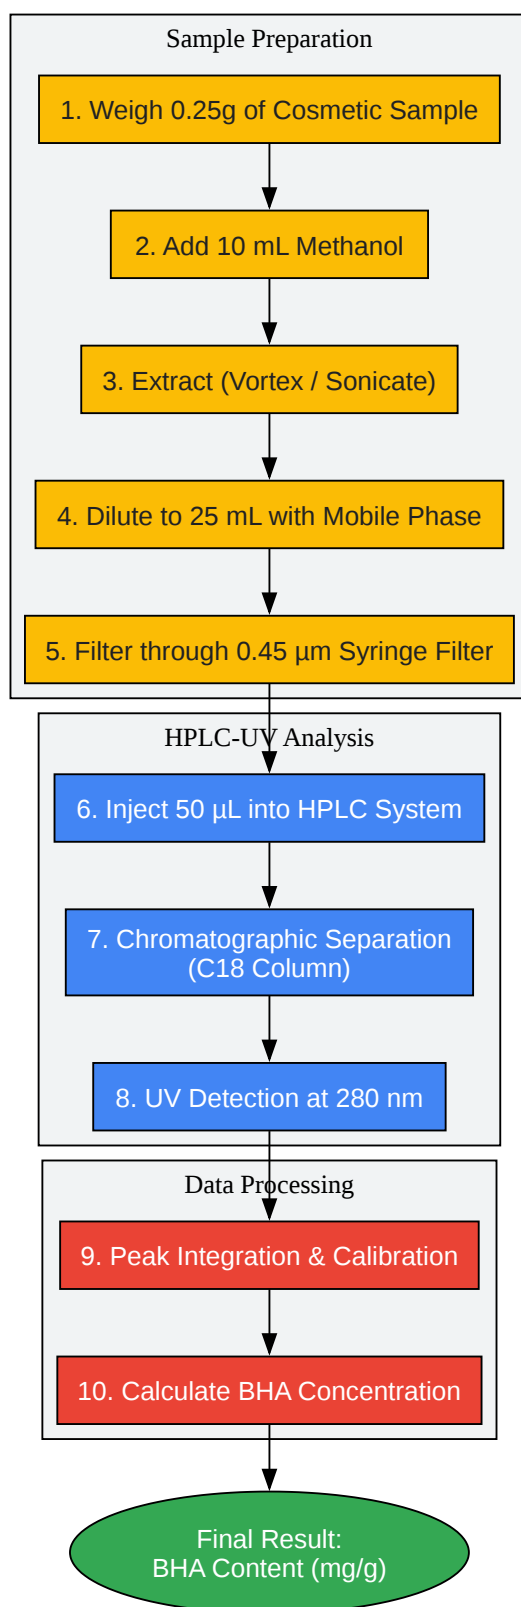 Sample Preparation
1. Weigh 0.25g of Cosmetic Sample
2. Add 10 mL Methanol
3. Extract (Vortex / Sonicate)
4. Dilute to 25 mL with Mobile Phase
5. Filter through 0.45 µm Syringe Filter
HPLC-UV Analysis
6. Inject 50 µL into HPLC System
7. Chromatographic Separation
(C18 Column)
8. UV Detection at 280 nm
Data Processing
9. Peak Integration & Calibration
10. Calculate BHA Concentration
Final Result:
BHA Content (mg/g)